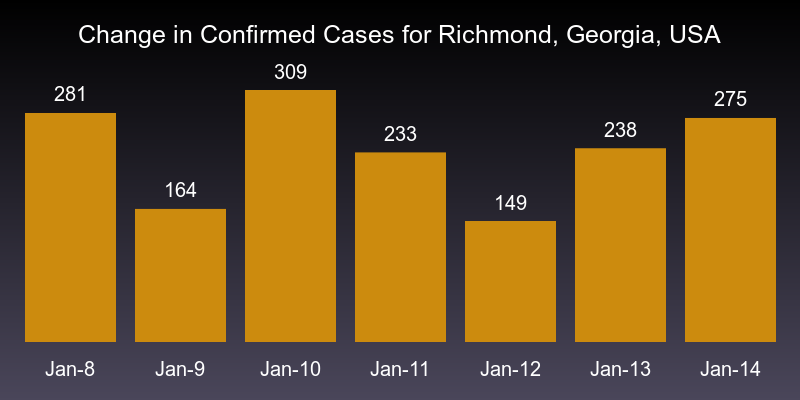 Change in Confirmed Cases for Richmond, Georgia, USA
281
164
309
233
149
238
275
Jan-8
Jan-9
Jan-10
Jan-11
Jan-12
Jan-13
Jan-14